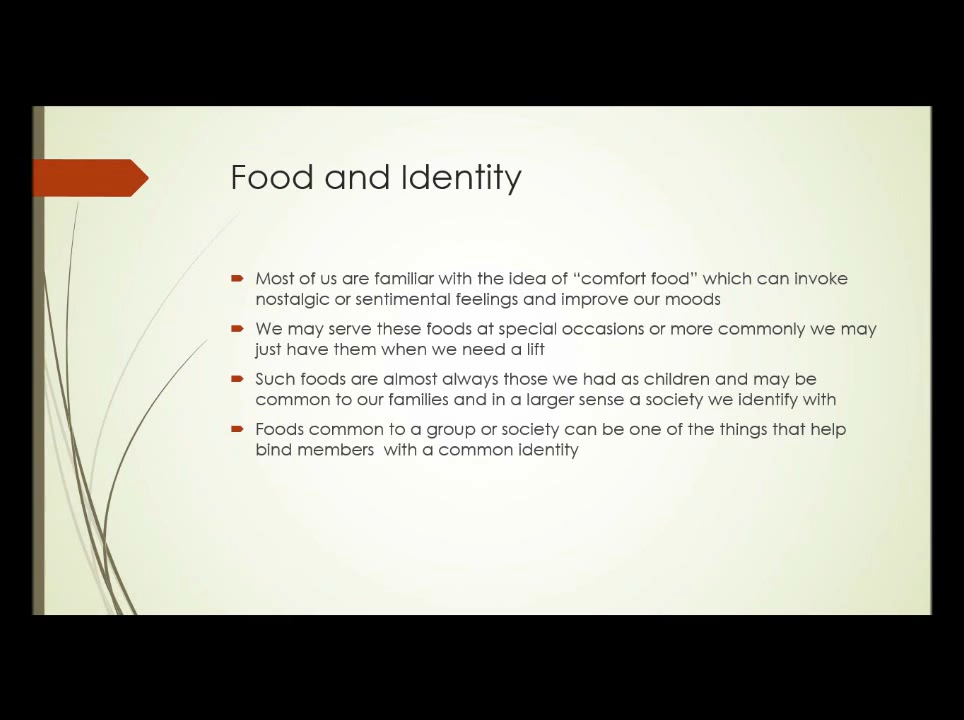 Food and Identity
Most of us are familiar with the idea of “comfort food” which can invoke
nostalgic or sentimental feelings and improve our moods
We may serve these foods at special occasions or more commonly we may
just have them when we need a lift
Such foods are almost always those we had as children and may be
common to our families and in a larger sense a society we identify with
Foods common to a group or society can be one of the things that help
bind members  with a common identity